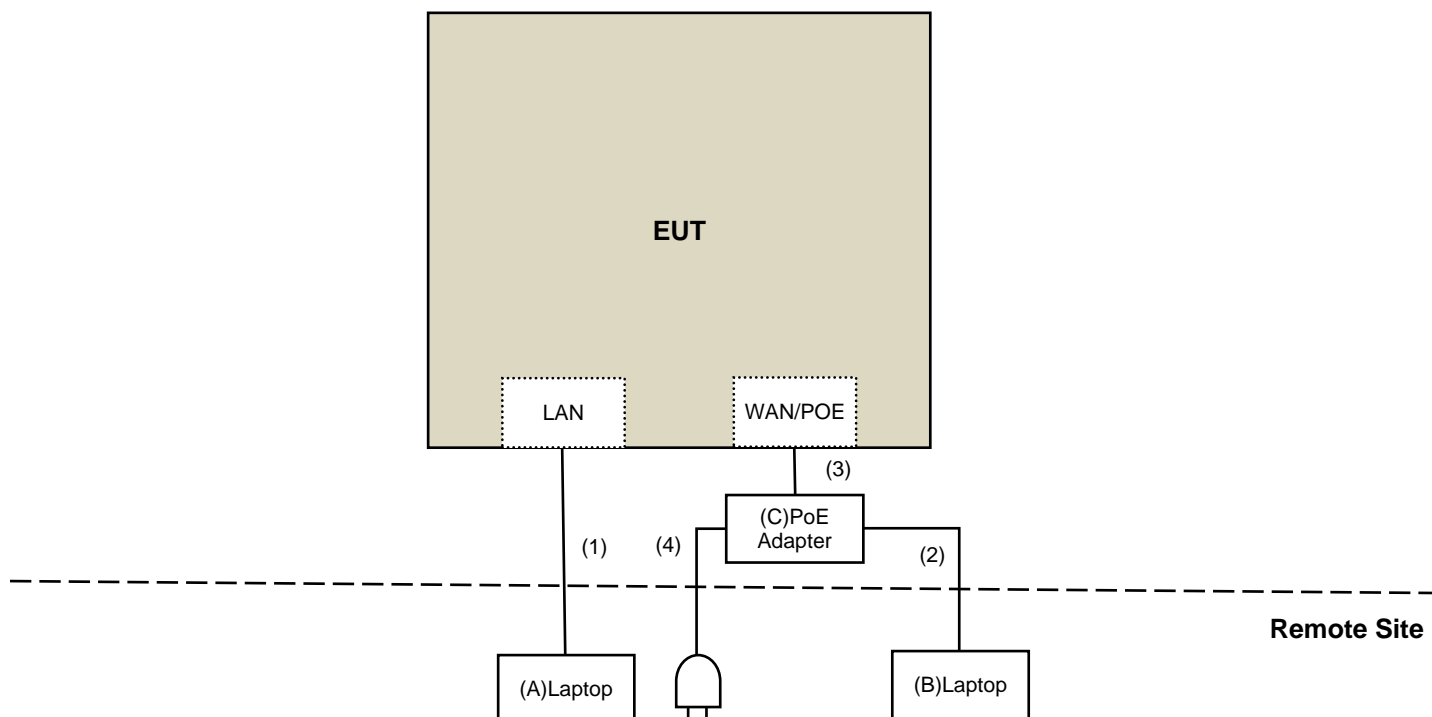 EUT
LAN
WAN/POE
(3)
(C)PoE
Adapter
(1)
(4)
(2)
Remote Site
(A)Laptop
(B)Laptop